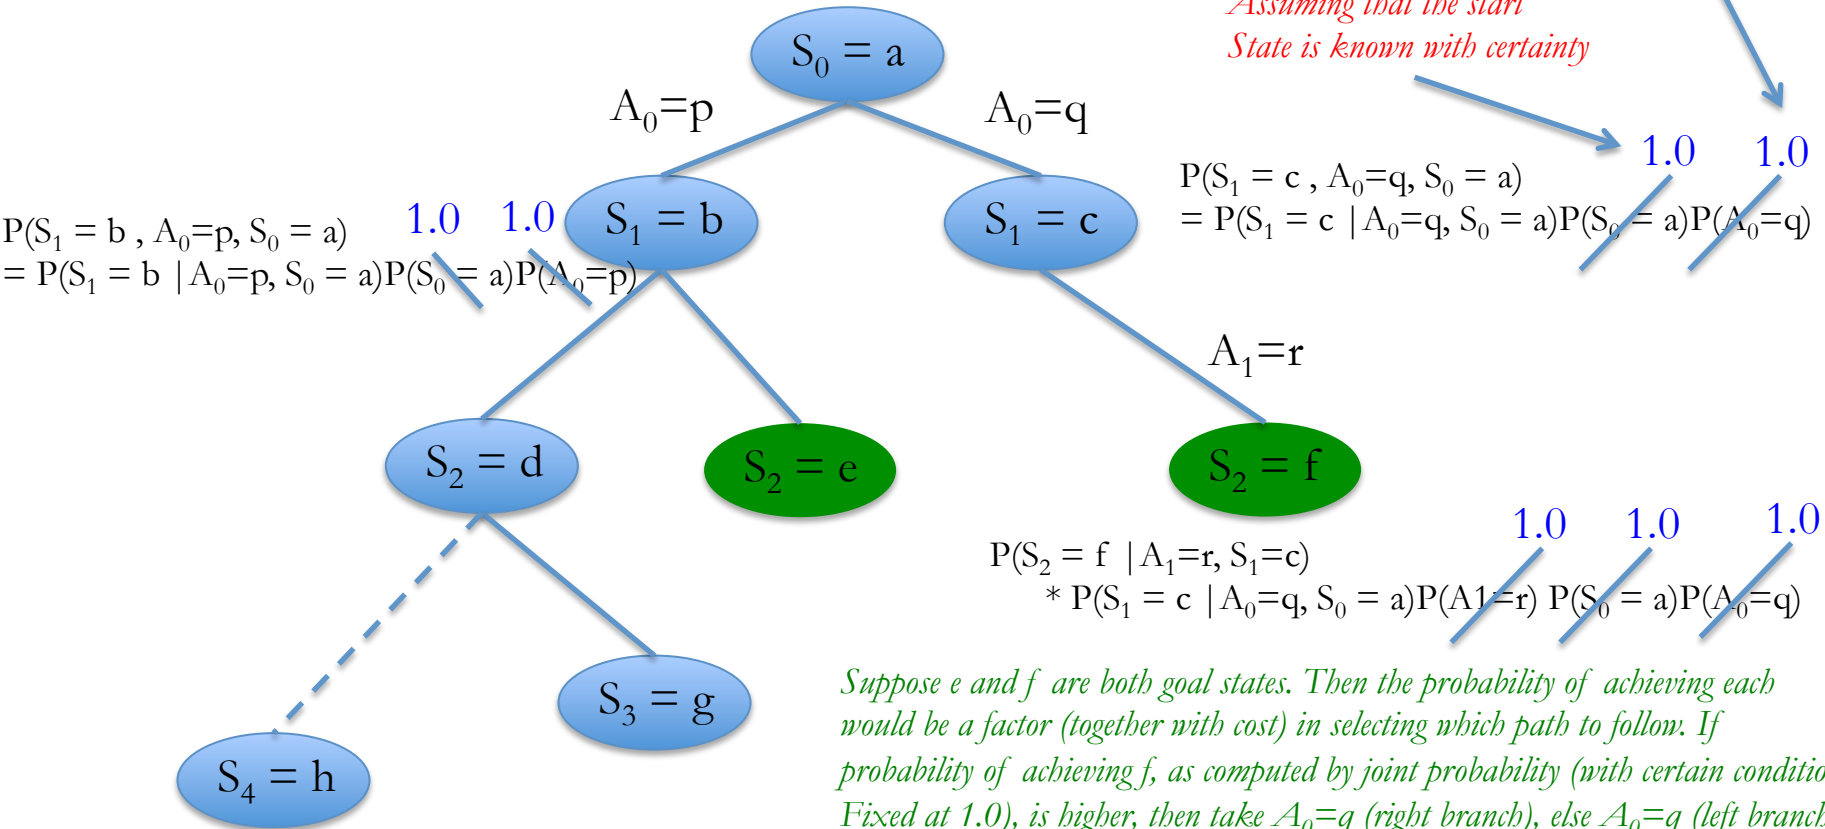 Assuming that the start
State is known with certainty
S0 = a
A0=p
A0=q
1.0 1.0
P(S1 = c , A0=q, S0 = a)
= P(S1 = c |A0=q, S0 = a)P(S0 = a)P(A0=q)
1.0 1.0
P(S1 = b , A0=p, S0 = a)
= P(S1 = b |A0=p, S0 = a)P(S0 = a)P(A0=p)
S1 = b
S1 = c
A1=r
S2 = d
S2 = e
S2 = f
1.0 1.0 1.0
P(S2 = f |A1=r, S1=c)
* P(S1 = c |A0=q, S0 = a)P(A1=r) P(S0 = a)P(A0=q)
S3 = g
S4 = h
Suppose e and f are both goal states. Then the probability of achieving each
would be a factor (together with cost) in selecting which path to follow. If
probability of achieving f, as computed by joint probability (with certain conditio
Fixed at 1.0), is higher, then take A0=q (right branch), else A0=q (left branch